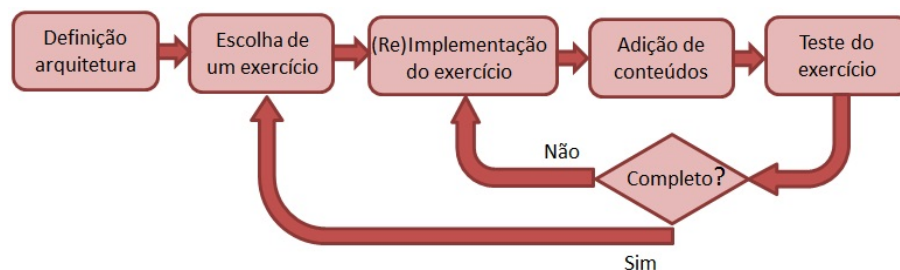 Definição
arquitetura
Escolha de
um exercício
(Re)Implementação
do exercício
Adição de
conteúdos
Teste do
exercício
Não
Completo?
Sim